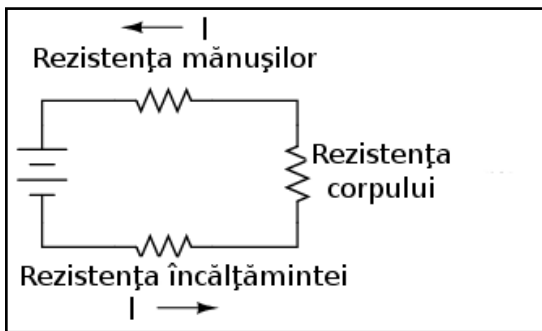 I
Rezistenţa mănuşilor
Rezistenţa
corpului
Rezistenţa încălţămintei
I